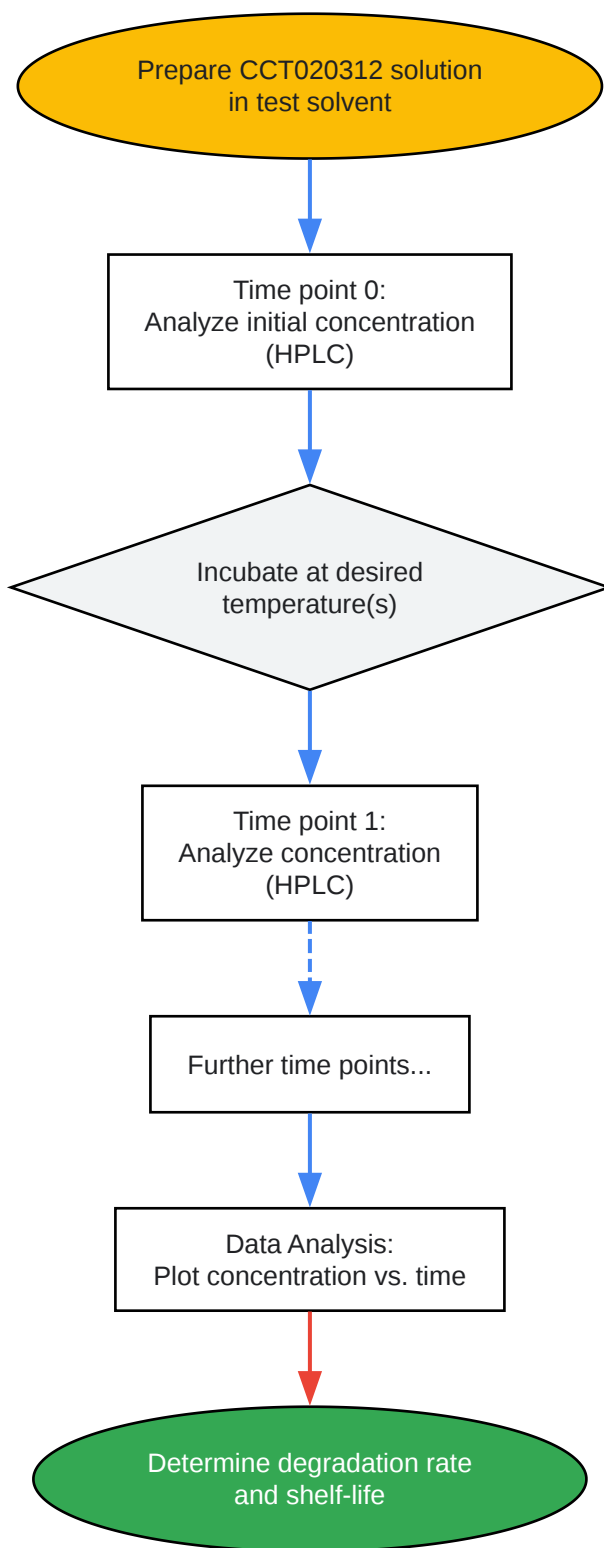 Prepare CCT020312 solution
in test solvent
Time point 0:
Analyze initial concentration
(HPLC)
Incubate at desired
temperature(s)
Time point 1:
Analyze concentration
(HPLC)
Further time points...
Data Analysis:
Plot concentration vs. time
Determine degradation rate
and shelf-life